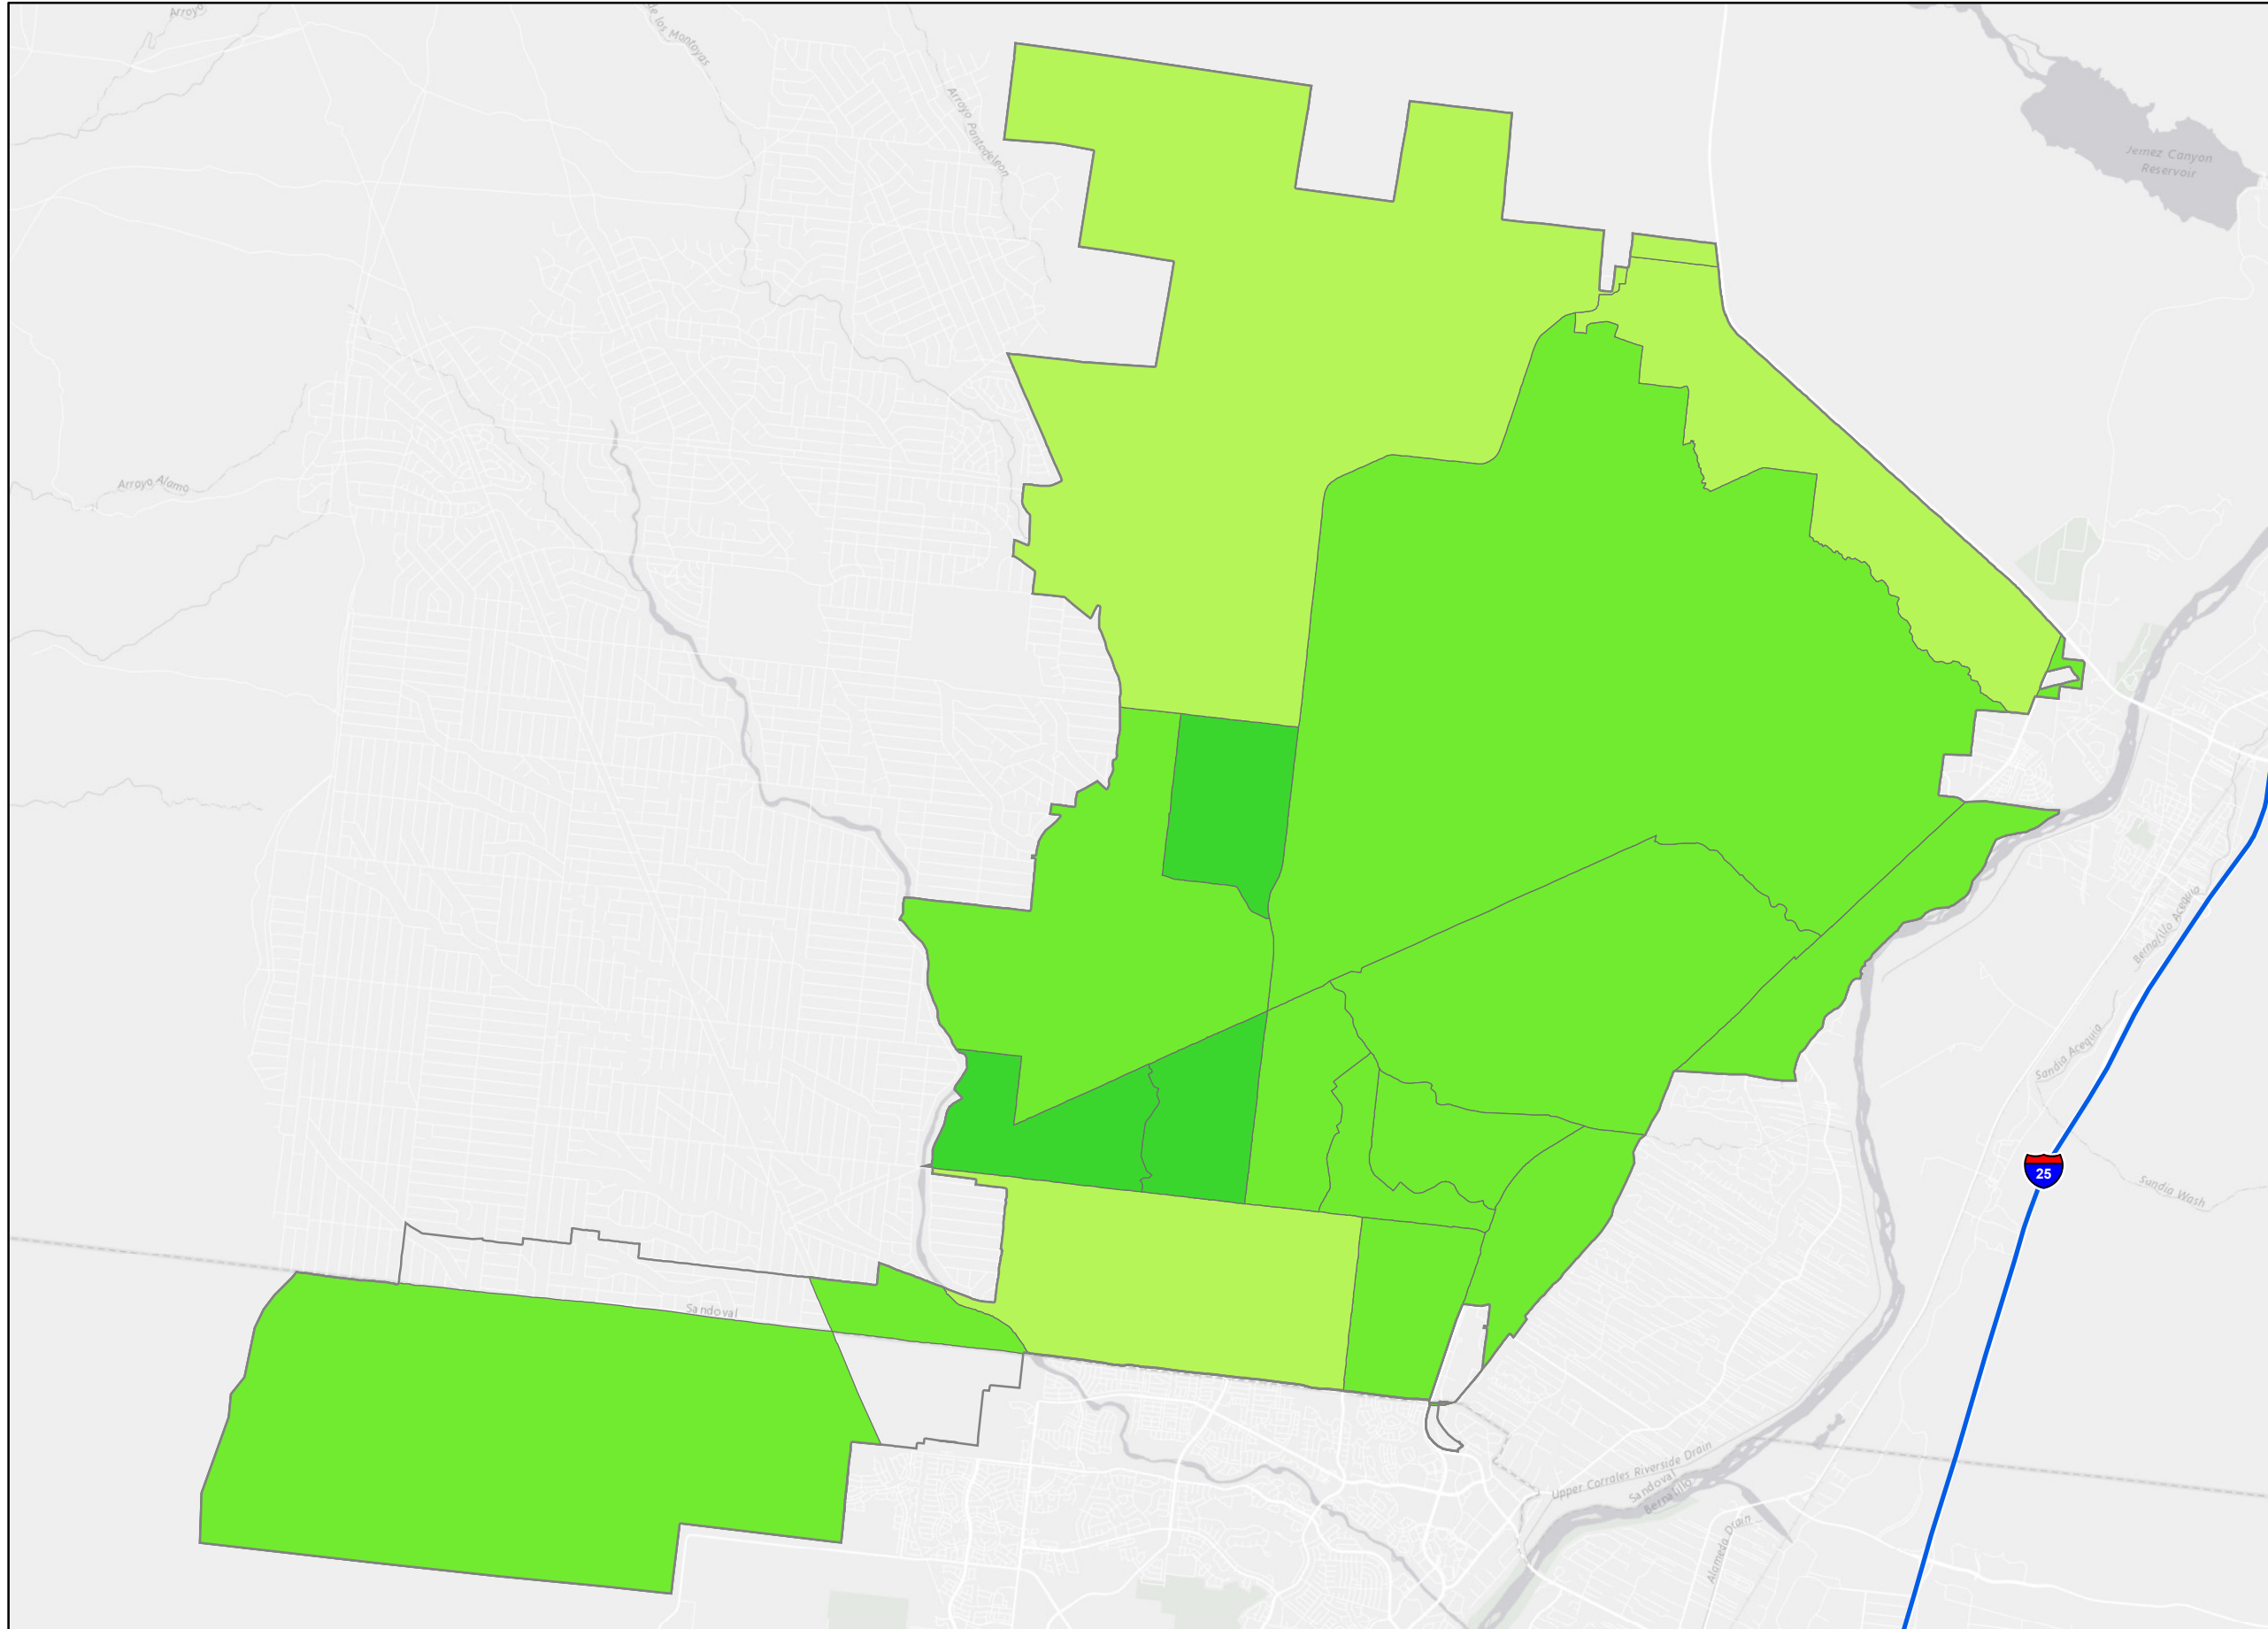 Arroyo
de los Montoyas
Arroyo Pantadeleon
Jemez Canyon
Reservoir
Arroyo Alamo
Bernalillo Acequia
Sandia Acequia
25
Sundia Wash
Sandoval
Upper Corrales Riverside Drain
Sandoval
Bernalillo
Alameda Drain